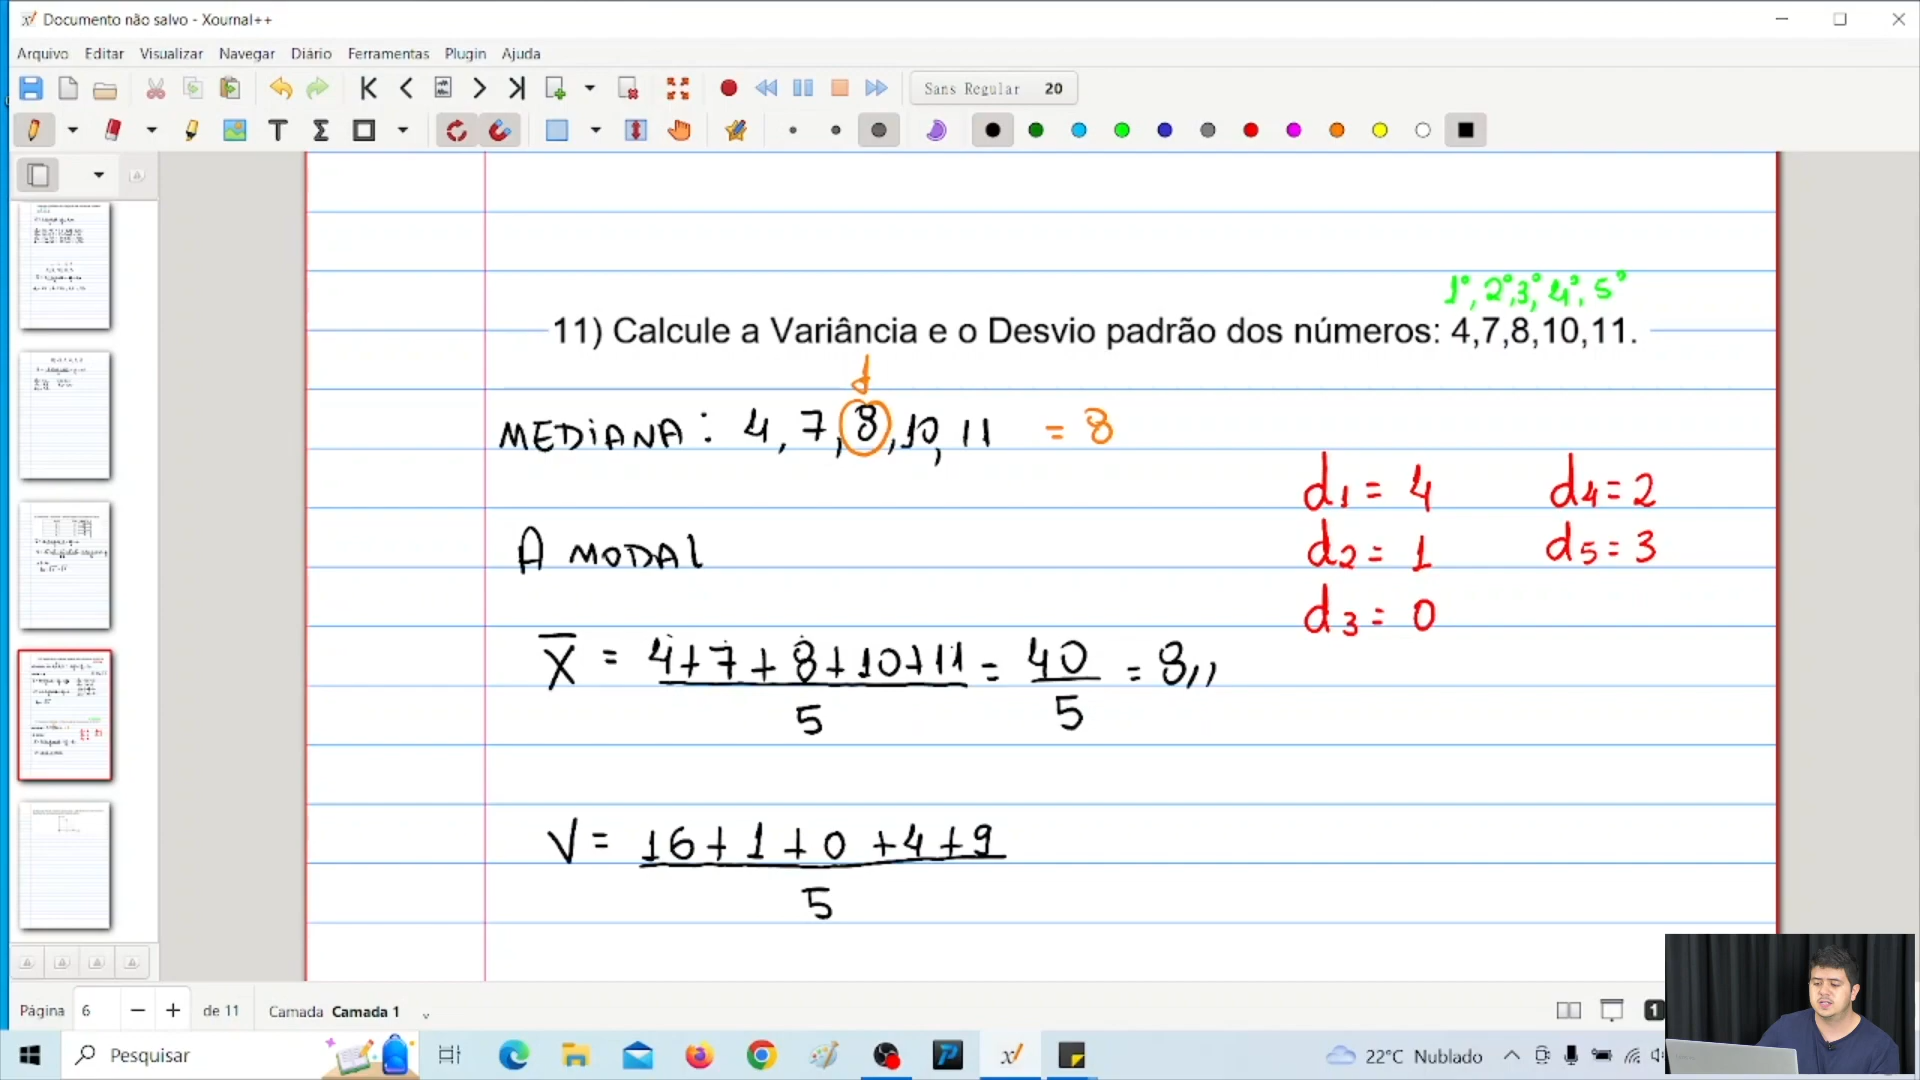 Documento não salvo - Xournal++
Arquivo Editar Visualizar Navegar Diário Ferramentas Plugin Ajuda
Sans Regular 20
1°, 2°, 3°, 4°, 5°
11) Calcule a Variância e o Desvio padrão dos números: 4,7,8,10,11.
MEDIANA: 4, 7, 8, 10, 11 = 8
d1 = 4 d4 = 2
A MODAL
d2 = 1 d5 = 3
d3 = 0
X̅ = 4+7+8+10+11 = 40 = 8,,
5 5
V = 16+1+0+4+9
5
Página 6 de 11 Camada Camada 1
1
Pesquisar
22°C Nublado